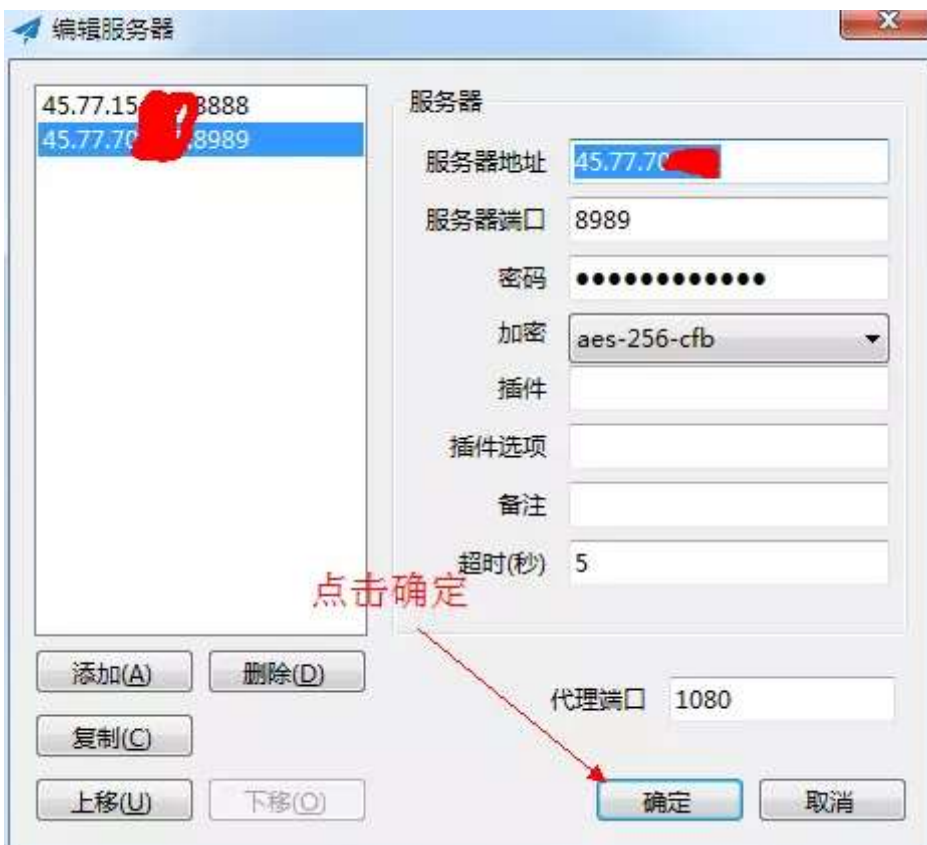 编辑服务器
45.77.15 8888
45.77.70 8989
服务器
服务器地址 45.77.70
服务器端口 8989
密码 ●●●●●●●●●●●●
加密 aes-256-cfb
插件
插件选项
备注
超时(秒) 5
点击确定
添加(A) 删除(D)
代理端口 1080
复制(C)
上移(U) 下移(O) 确定 取消